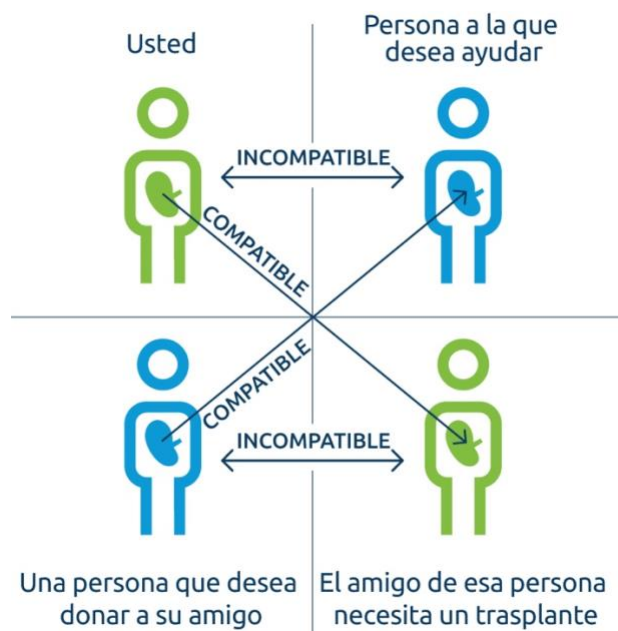 Usted
Persona a la que
desea ayudar
INCOMPATIBLE
COMPATIBLE
COMPATIBLE
INCOMPATIBLE
Una persona que desea
donar a su amigo
El amigo de esa persona
necesita un trasplante